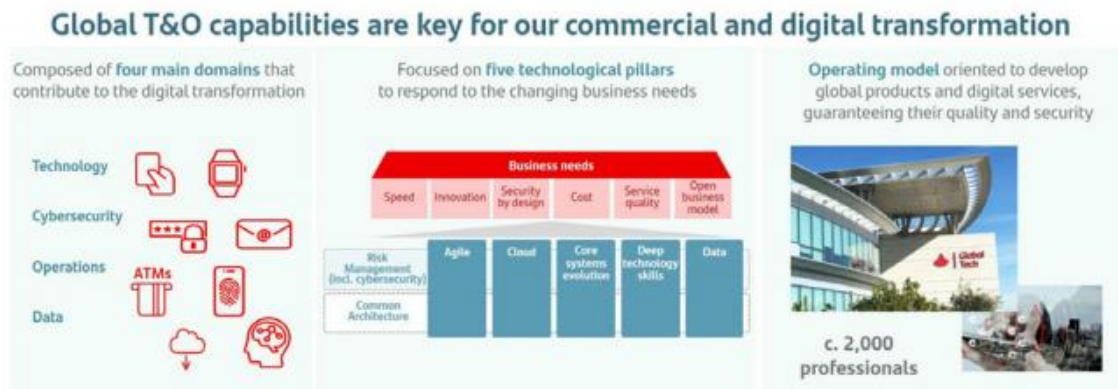 Global T&O capabilities are key for our commercial and digital transformation
Composed of four main domains that
contribute to the digital transformation
Technology
Cybersecurity
***
@
Operations
ATMs
Data
Focused on five technological pillars
to respond to the changing business needs
Business needs
Speed
Innovation
Security
by design
Cost
Service
quality
Open
business
model
Risk
Management
(incl. cybersecurity)
Common
Architecture
Agile
Cloud
Core
systems
evolution
Deep
technology
skills
Data
Operating model oriented to develop
global products and digital services,
guaranteeing their quality and security
Global
Tech
c. 2,000
professionals